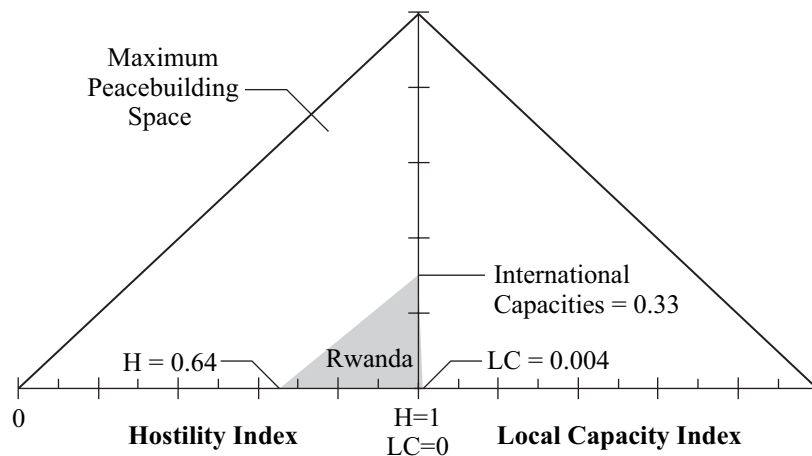 Maximum
Peacebuilding
Space
International
Capacities = 0.33
H = 0.64
Rwanda
LC = 0.004
0
H=1
LC=0
Hostility Index
Local Capacity Index